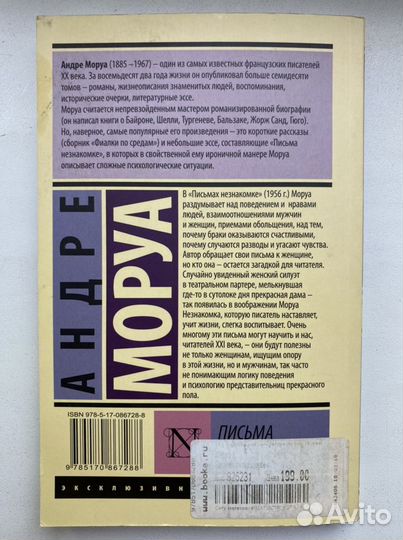 Андре Моруа (1885 –1967) – один из самых известных французских писателей
XX века. За восемьдесят два года жизни он опубликовал больше семидесяти
томов – романы, жизнеописания знаменитых людей, воспоминания,
исторические очерки, литературные эссе.
Моруа считается непревзойденным мастером романизированной биографии
(он написал книги о Байроне, Шелли, Тургеневе, Бальзаке, Жорж Санд, Гюго).
Но, наверное, самые популярные его произведения – это короткие рассказы
(сборник «Фиалки по средам») и небольшие эссе, составляющие «Письма
незнакомке», в которых в свойственной ему ироничной манере Моруа
описывает сложные психологические ситуации.
АНДРЕ
МОРУА
В «Письмах незнакомке» (1956 г.) Моруа
раздумывает над поведением и нравами
людей, взаимоотношениями мужчин
и женщин, приемами обольщения, над тем,
почему браки оказываются счастливыми,
почему случаются разводы и угасают чувства.
Автор обращает свои письма к женщине,
но кто она – остается загадкой для читателя.
Случайно увиденный женский силуэт
в театральном партере, мелькнувшая
где-то в сутолоке дня прекрасная дама –
так появилась в воображении Моруа
Незнакомка, которую писатель наставляет,
учит жизни, слегка воспитывает. Очень
многому эти письма могут научить и нас,
читателей XXI века, – они будут полезны
не только женщинам, ищущим опору
в этой жизни, но и мужчинам, так часто
не понимающим логику поведения
и психологию представительниц прекрасного
пола.
ISBN 978-5-17-086728-8
9 785170 867288
N
ПИСЬМА
www.booka.ru
825231
199.00
ЭКСКЛЮЗИВН
Avito